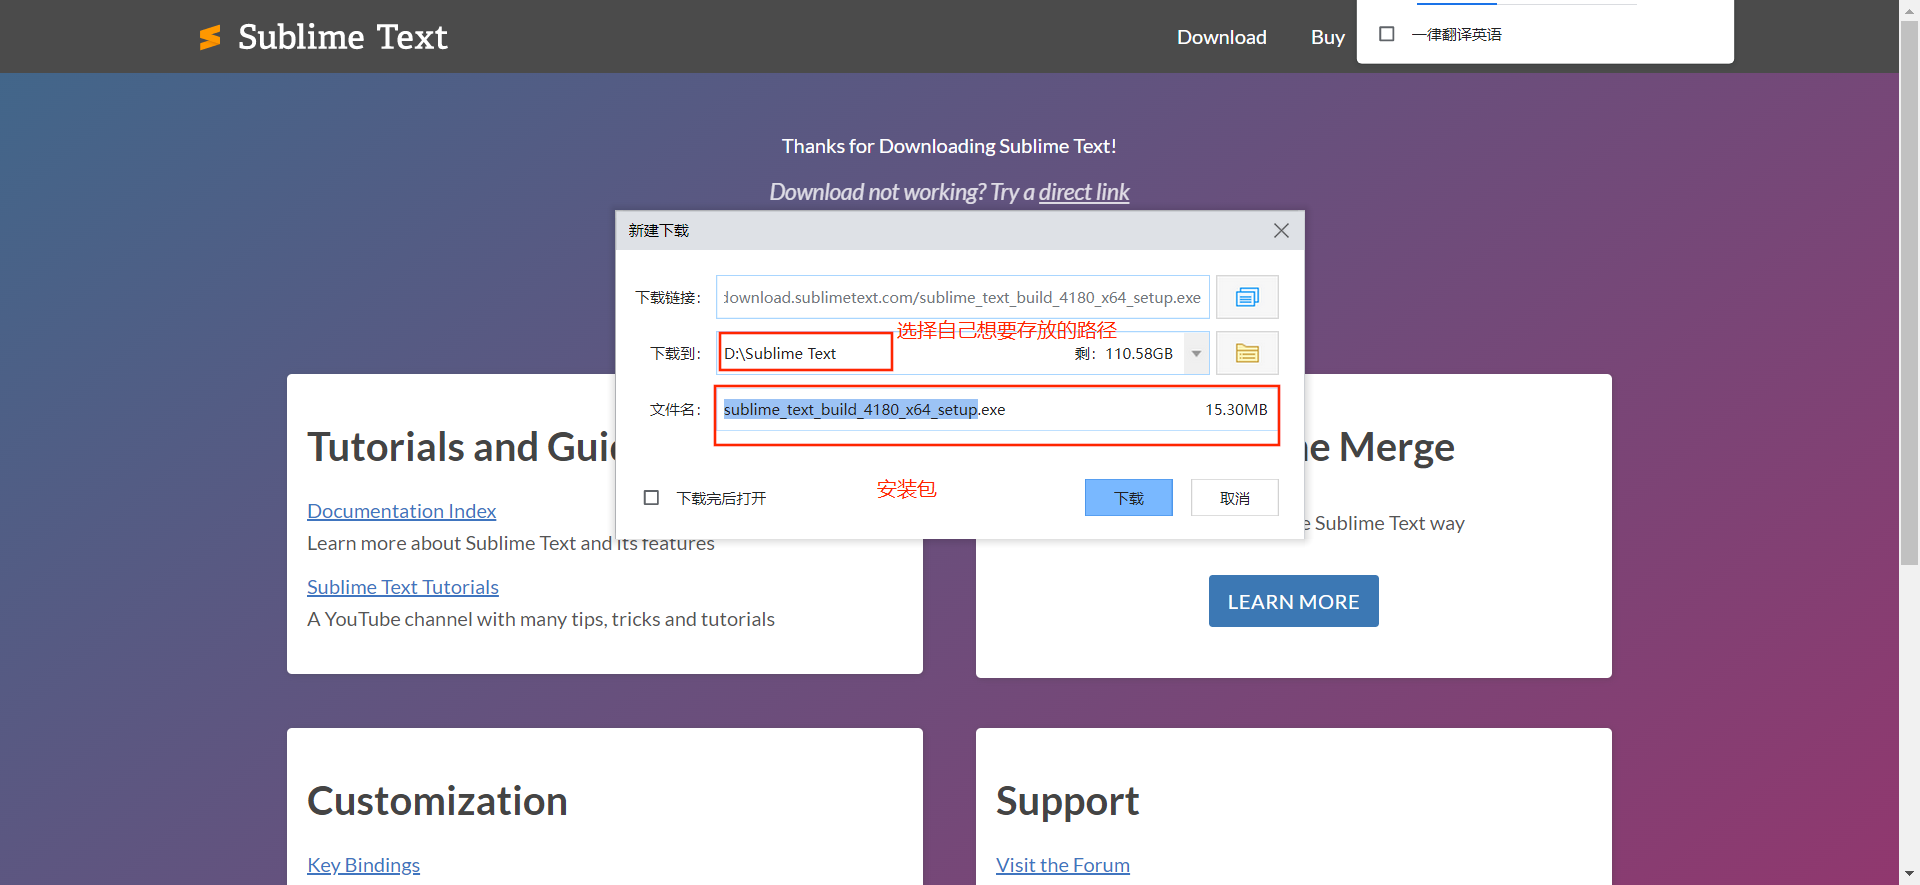 Sublime Text
Download
Buy
一律翻译英语
Thanks for Downloading Sublime Text!
Download not working? Try a direct link
新建下载
下载链接：
download.sublimetext.com/sublime_text_build_4180_x64_setup.exe
选择自己想要存放的路径
下载到：
D:\Sublime Text
剩：110.58GB
文件名：
sublime_text_build_4180_x64_setup.exe
15.30MB
安装包
下载完后打开
下载
取消
Tutorials and Gui
Documentation Index
Learn more about Sublime Text and its features
Sublime Text Tutorials
A YouTube channel with many tips, tricks and tutorials
e Merge
e Sublime Text way
LEARN MORE
Customization
Key Bindings
Support
Visit the Forum